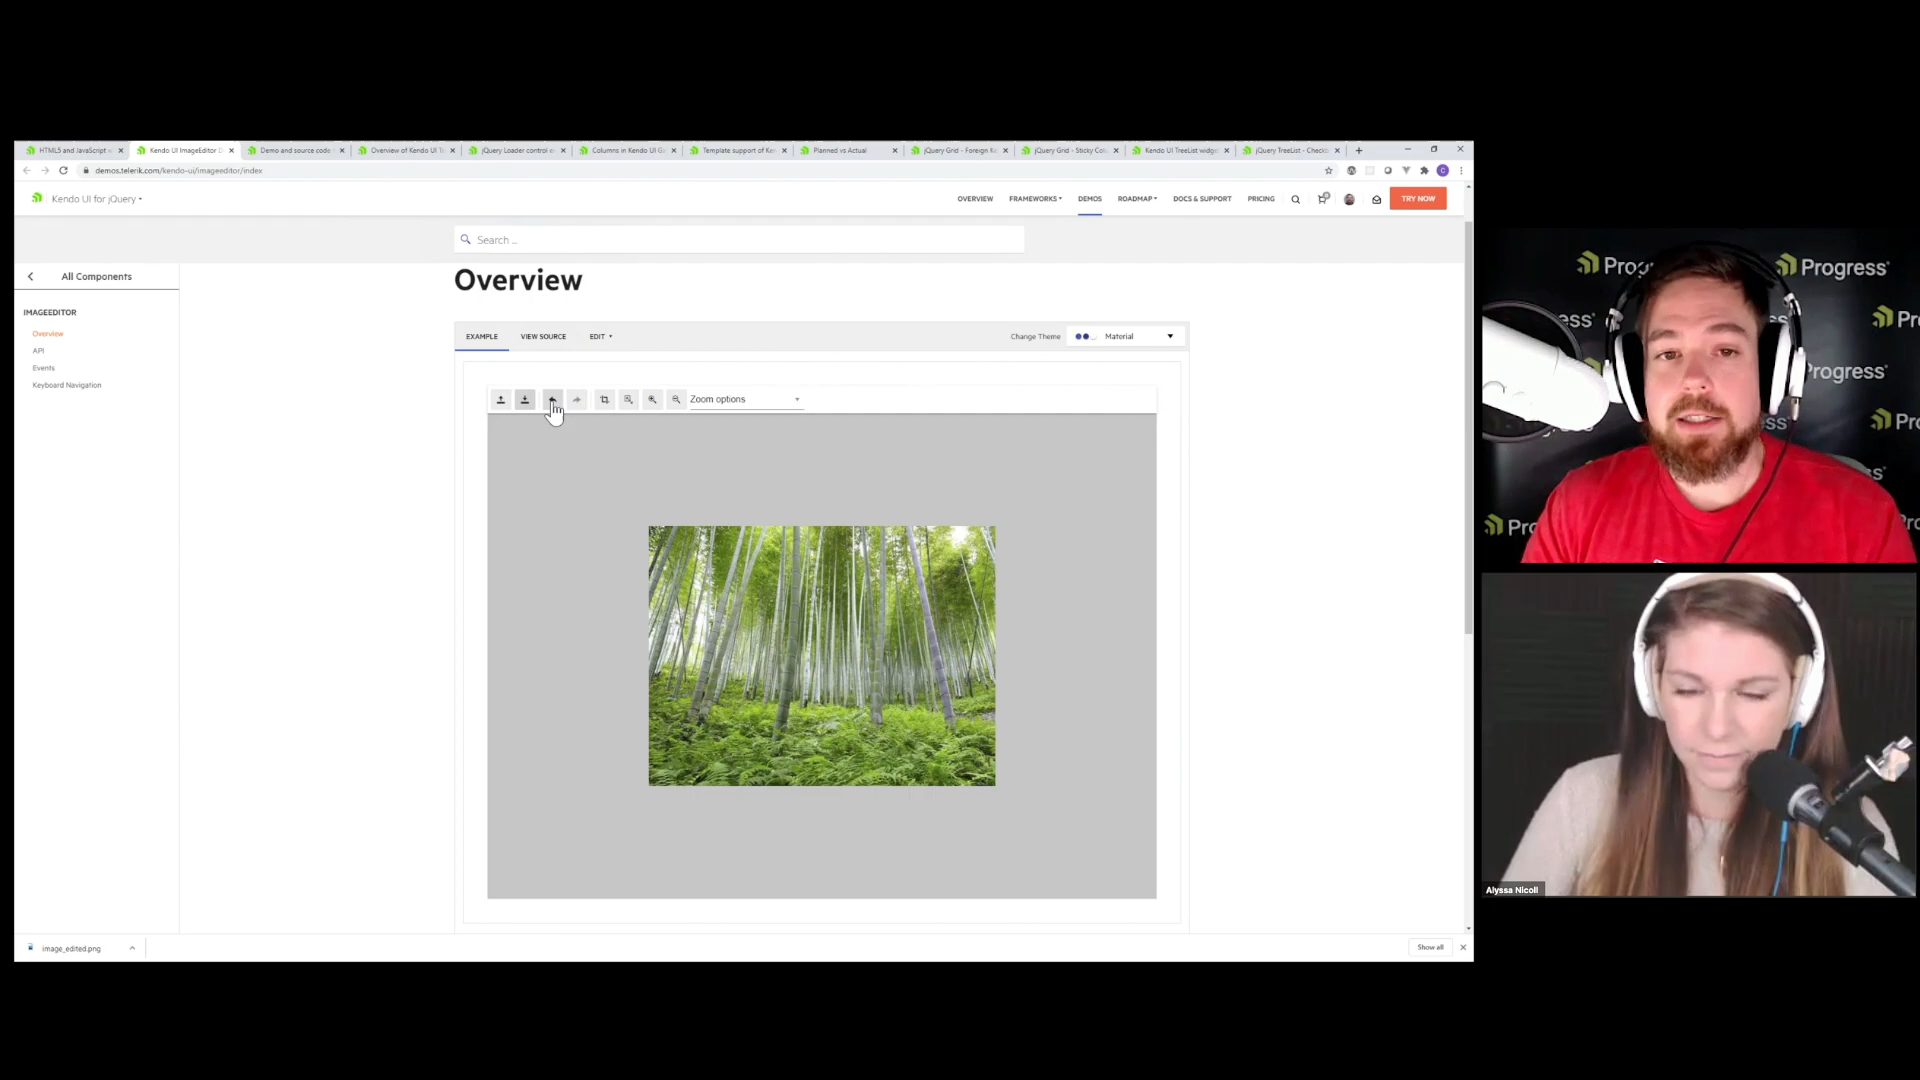 HTML5 and JavaScript
Kendo UI ImageEditor
Demo and source code
Overview of Kendo UI
jQuery Loader control
Columns in Kendo UI
Template support of
Planned vs Actual
jQuery Grid - Foreign
jQuery Grid - Sticky
Kendo UI TreeList
jQuery TreeList -
demos.telerik.com/kendo-ui/imageeditor/index
Kendo UI for jQuery
OVERVIEW
FRAMEWORKS
DEMOS
ROADMAP
DOCS & SUPPORT
PRICING
TRY NOW
Search ...
All Components
IMAGEEDITOR
Overview
API
Events
Keyboard Navigation
Overview
EXAMPLE
VIEW SOURCE
EDIT
Change Theme
Material
Zoom options
image_edited.png
Show all
Progress
Progress
Progress
Alyssa Nicoll